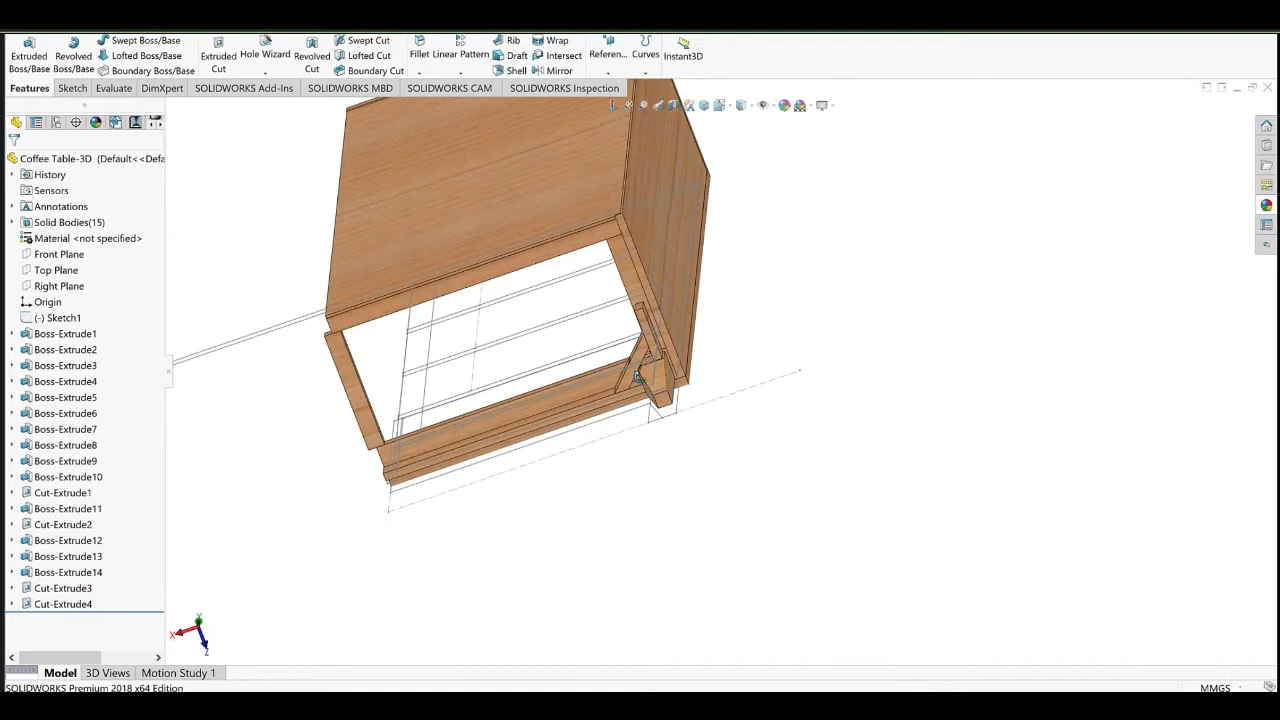 Extruded Boss/Base
Revolved Boss/Base
Swept Boss/Base
Lofted Boss/Base
Boundary Boss/Base
Extruded Cut
Hole Wizard
Revolved Cut
Swept Cut
Lofted Cut
Boundary Cut
Fillet
Linear Pattern
Rib
Draft
Shell
Wrap
Intersect
Mirror
Referen...
Curves
Instant3D
Features Sketch Evaluate DimXpert SOLIDWORKS Add-Ins SOLIDWORKS MBD SOLIDWORKS CAM SOLIDWORKS Inspection
Coffee Table-3D (Default<<Defa
History
Sensors
Annotations
Solid Bodies(15)
Material <not specified>
Front Plane
Top Plane
Right Plane
Origin
(-) Sketch1
Boss-Extrude1
Boss-Extrude2
Boss-Extrude3
Boss-Extrude4
Boss-Extrude5
Boss-Extrude6
Boss-Extrude7
Boss-Extrude8
Boss-Extrude9
Boss-Extrude10
Cut-Extrude1
Boss-Extrude11
Cut-Extrude2
Boss-Extrude12
Boss-Extrude13
Boss-Extrude14
Cut-Extrude3
Cut-Extrude4
Y
X
Z
Model 3D Views Motion Study 1
SOLIDWORKS Premium 2018 x64 Edition
MMGS